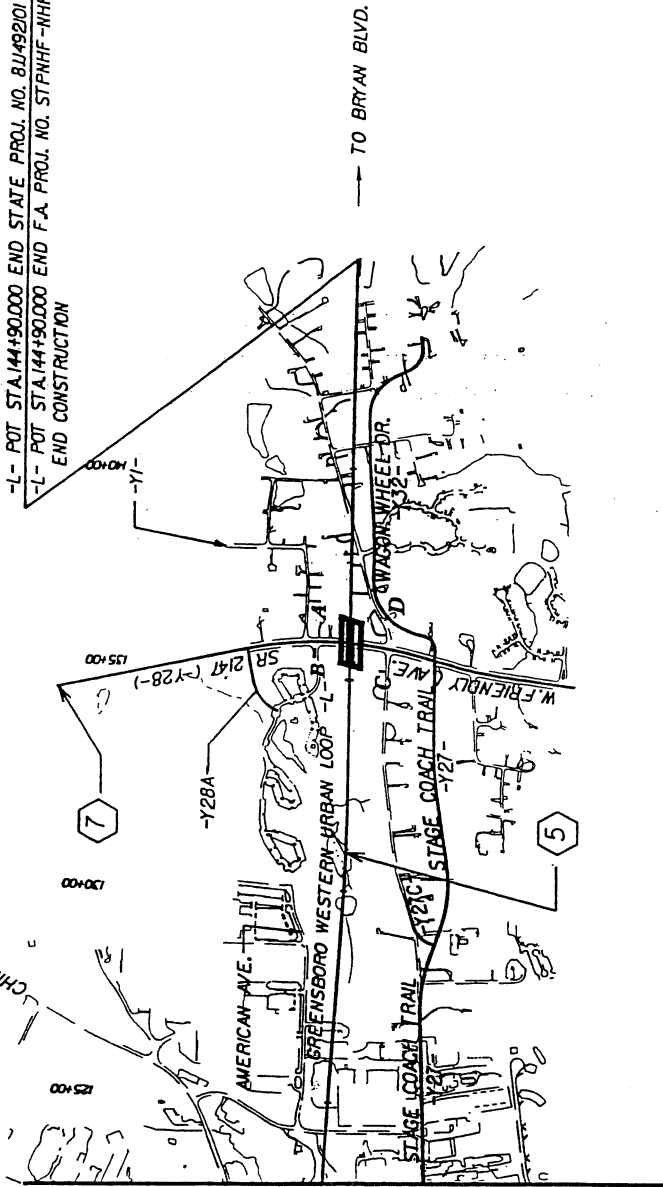 -L- POT STA.144+90.000 END STATE PROJ. NO. 8.U492101
-L- POT STA.144+90.000 END F.A. PROJ. NO. STPNHF-NHF
END CONSTRUCTION
TO BRYAN BLVD.
140+00
-Y1-
135+00
7
SR 2147 (-Y28-)
-Y28A-
A
B
C
D
WAGON WHEEL DR.
-Y32-
W. FRIENDLY AVE.
130+00
AMERICAN AVE.
GREENSBORO WESTERN URBAN LOOP -L-
STAGE COACH TRAIL
-Y27-
-Y27C-
5
125+00
STAGE COACH TRAIL
-Y27-